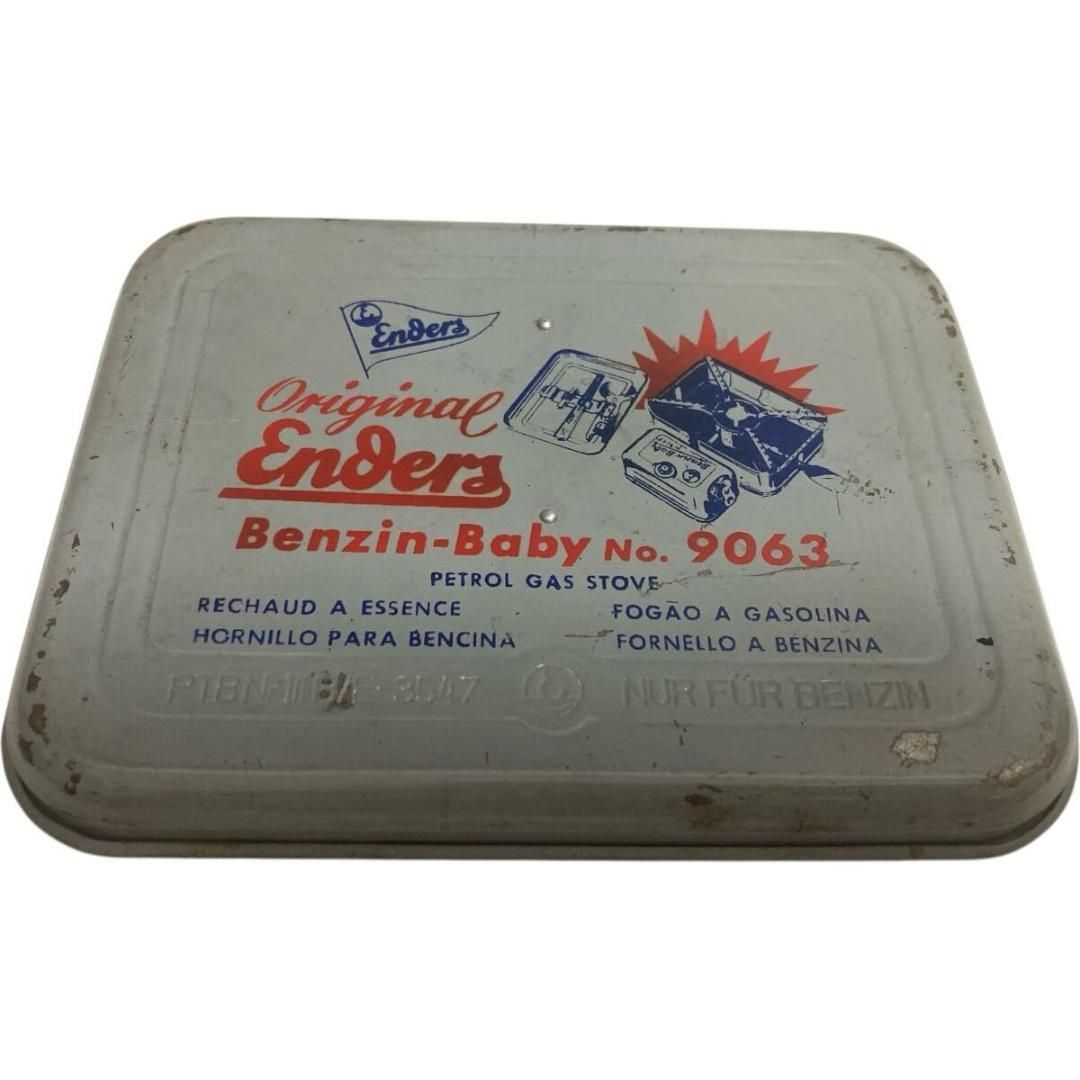 Enders
Original
Enders
Benzin-Baby No. 9063
PETROL GAS STOVE
RECHAUD A ESSENCE
FOGÃO A GASOLINA
HORNILLO PARA BENCINA
FORNELLO A BENZINA
NUR FÜR BENZIN